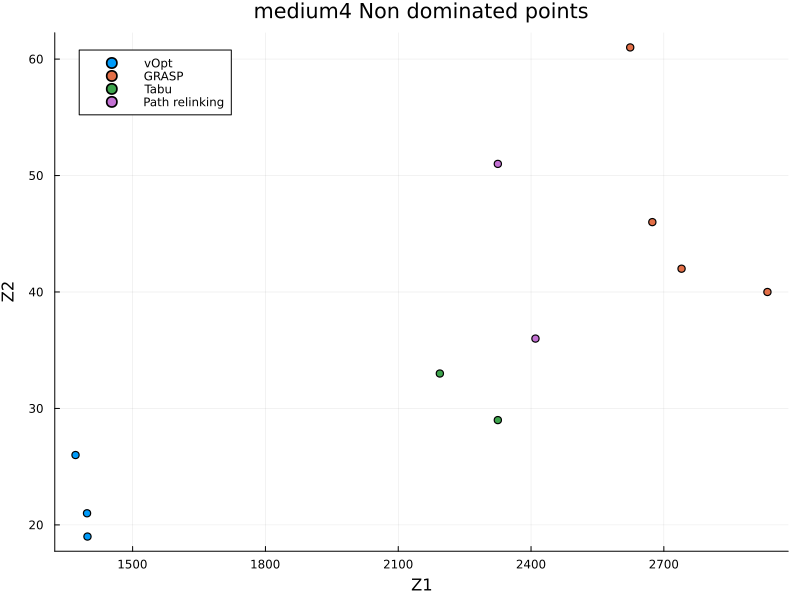 medium4 Non dominated points
vOpt
GRASP
Tabu
Path relinking
60
50
40
30
20
Z2
1500 1800 2100 2400 2700
Z1